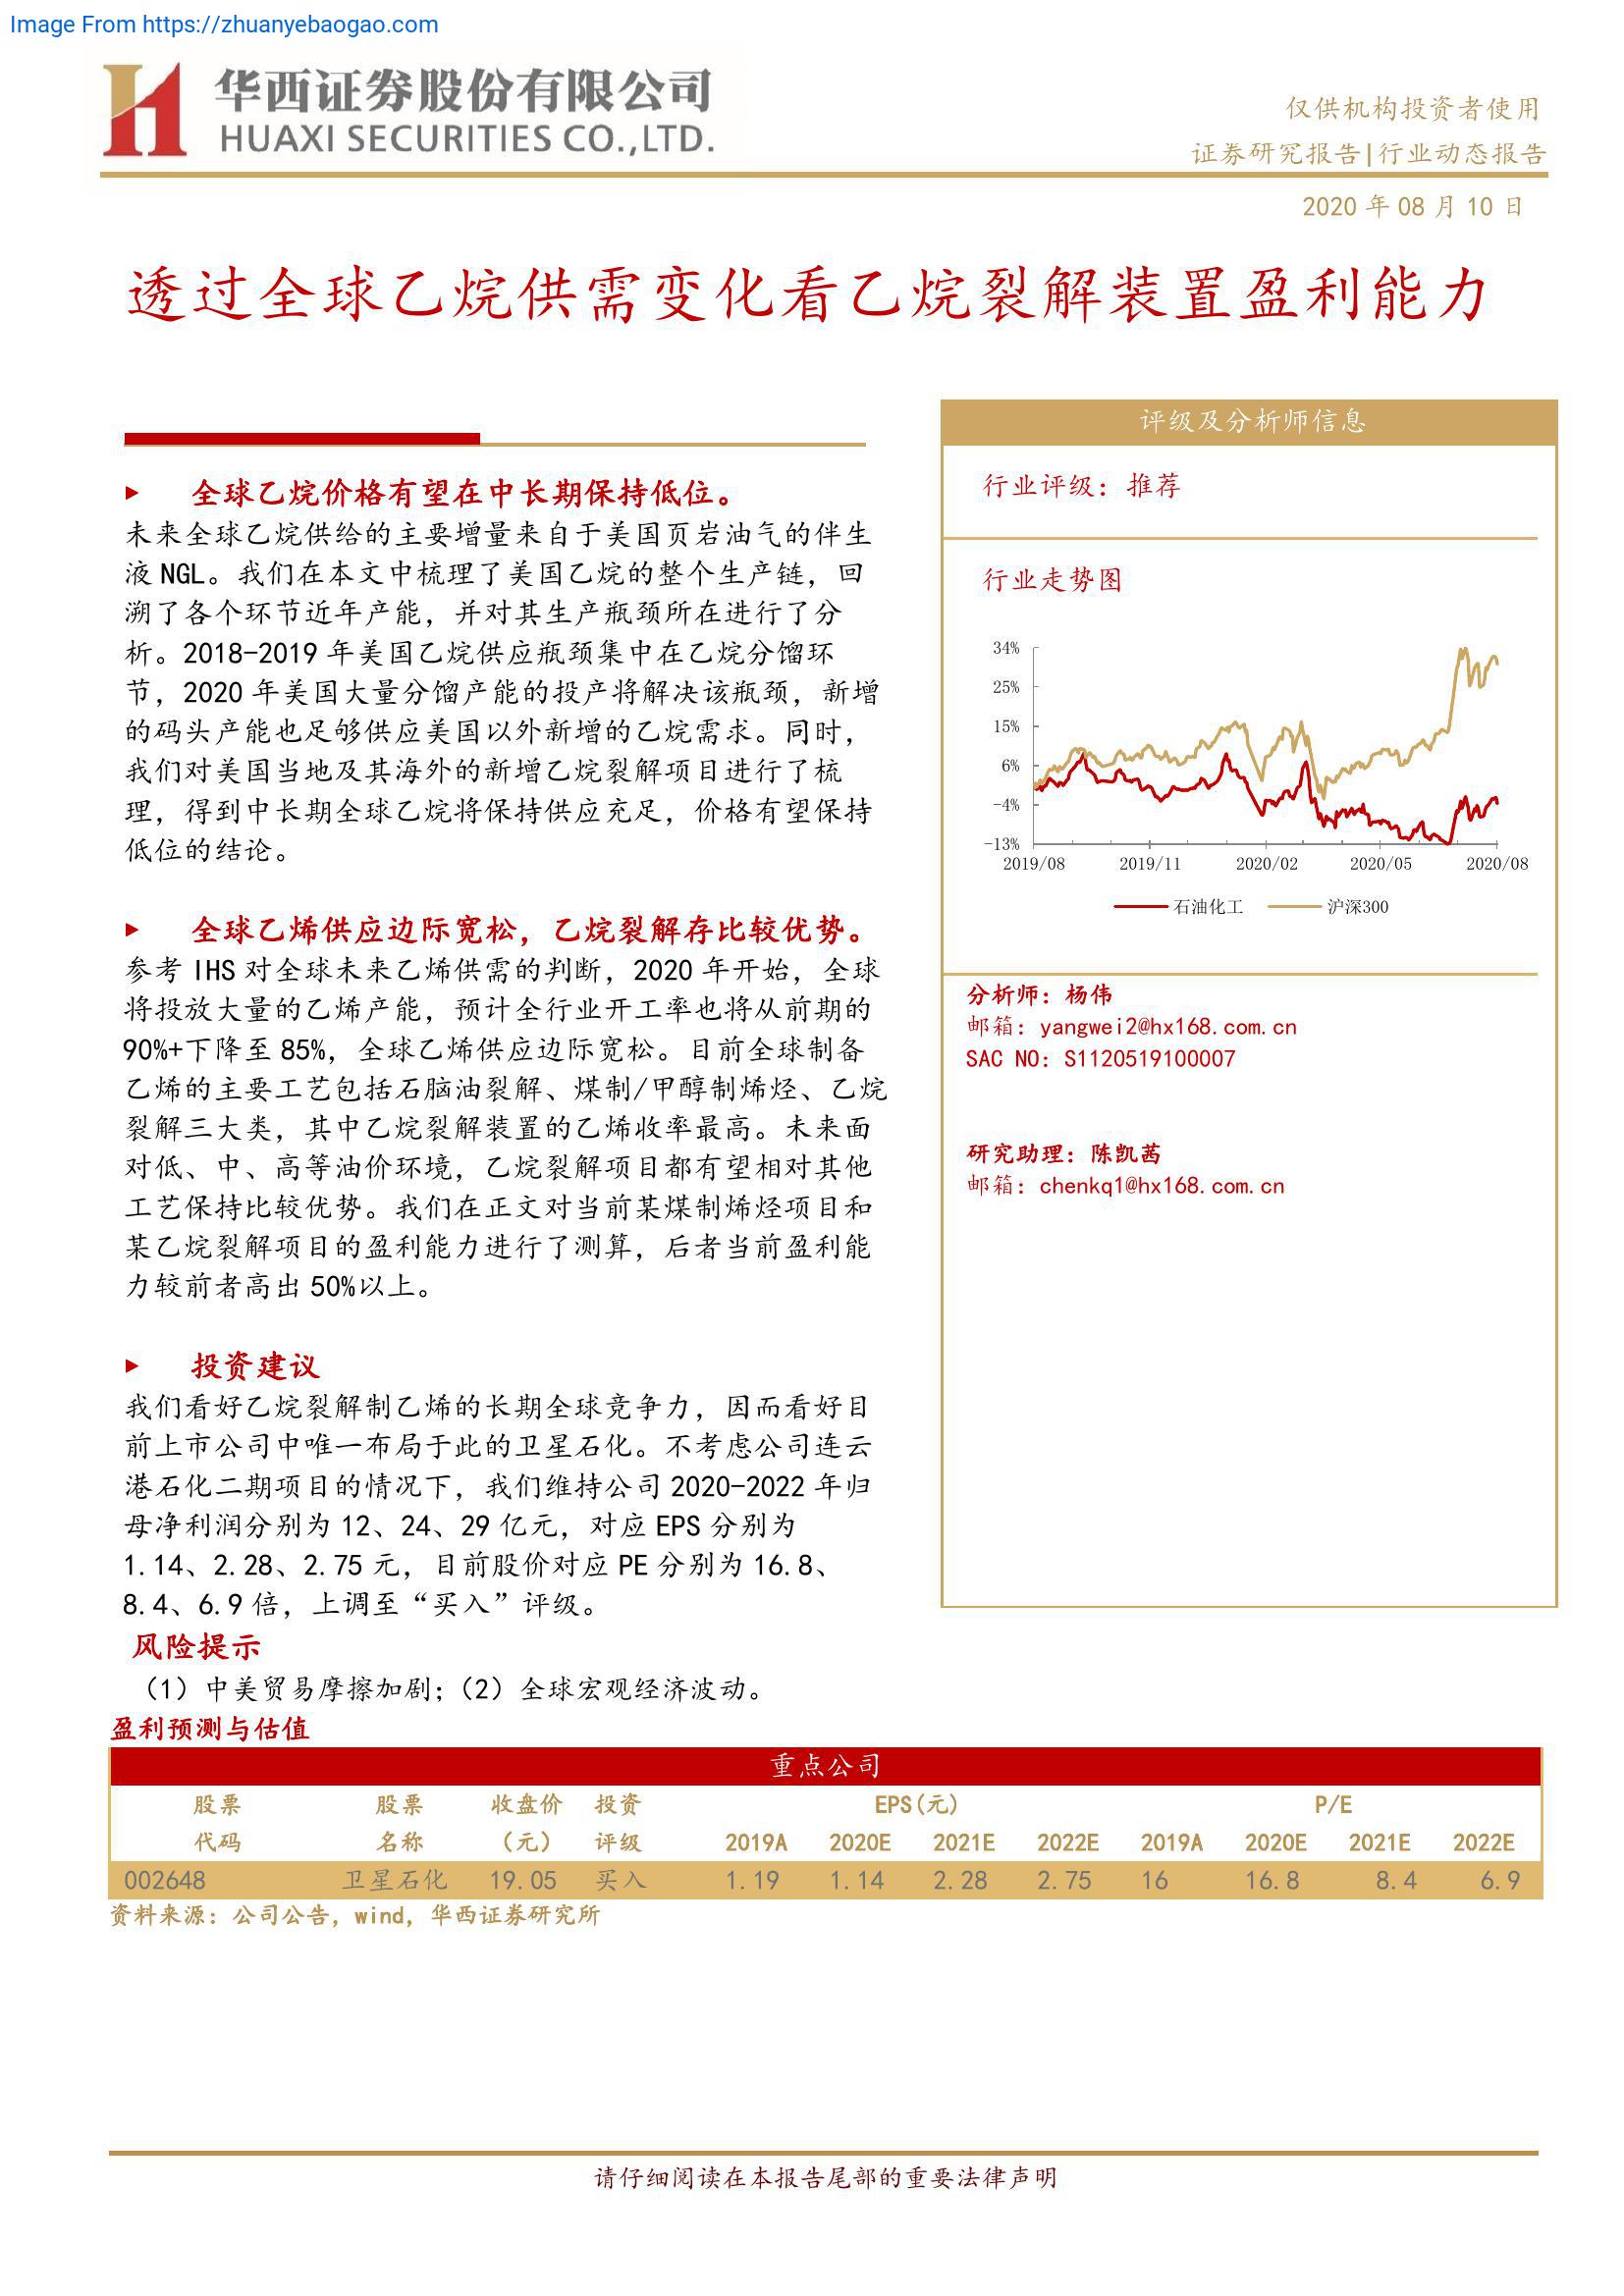 Image From https://zhuanyebaogao.com
华西证券股份有限公司
HUAXI SECURITIES CO.,LTD.
仅供机构投资者使用
证券研究报告|行业动态报告
2020 年 08 月 10 日
透过全球乙烷供需变化看乙烷裂解装置盈利能力
► 全球乙烷价格有望在中长期保持低位。
未来全球乙烷供给的主要增量来自于美国页岩油气的伴生
液 NGL。我们在本文中梳理了美国乙烷的整个生产链，回
溯了各个环节近年产能，并对其生产瓶颈所在进行了分
析。2018-2019 年美国乙烷供应瓶颈集中在乙烷分馏环
节，2020 年美国大量分馏产能的投产将解决该瓶颈，新增
的码头产能也足够供应美国以外新增的乙烷需求。同时，
我们对美国当地及其海外的新增乙烷裂解项目进行了梳
理，得到中长期全球乙烷将保持供应充足，价格有望保持
低位的结论。
► 全球乙烯供应边际宽松，乙烷裂解存比较优势。
参考 IHS 对全球未来乙烯供需的判断，2020 年开始，全球
将投放大量的乙烯产能，预计全行业开工率也将从前期的
90%+下降至 85%，全球乙烯供应边际宽松。目前全球制备
乙烯的主要工艺包括石脑油裂解、煤制/甲醇制烯烃、乙烷
裂解三大类，其中乙烷裂解装置的乙烯收率最高。未来面
对低、中、高等油价环境，乙烷裂解项目都有望相对其他
工艺保持比较优势。我们在正文对当前某煤制烯烃项目和
某乙烷裂解项目的盈利能力进行了测算，后者当前盈利能
力较前者高出 50%以上。
► 投资建议
我们看好乙烷裂解制乙烯的长期全球竞争力，因而看好目
前上市公司中唯一布局于此的卫星石化。不考虑公司连云
港石化二期项目的情况下，我们维持公司 2020-2022 年归
母净利润分别为 12、24、29 亿元，对应 EPS 分别为
1.14、2.28、2.75 元，目前股价对应 PE 分别为 16.8、
8.4、6.9 倍，上调至“买入”评级。
风险提示
（1）中美贸易摩擦加剧；（2）全球宏观经济波动。
评级及分析师信息
行业评级：推荐
行业走势图
34%
25%
15%
6%
-4%
-13%
2019/08 2019/11 2020/02 2020/05 2020/08
石油化工 沪深300
分析师：杨伟
邮箱：yangwei2@hx168.com.cn
SAC NO：S1120519100007
研究助理：陈凯茜
邮箱：chenkq1@hx168.com.cn
盈利预测与估值
重点公司
股票 股票 收盘价 投资 EPS(元) P/E
代码 名称 （元） 评级 2019A 2020E 2021E 2022E 2019A 2020E 2021E 2022E
002648 卫星石化 19.05 买入 1.19 1.14 2.28 2.75 16 16.8 8.4 6.9
资料来源：公司公告，wind，华西证券研究所
请仔细阅读在本报告尾部的重要法律声明